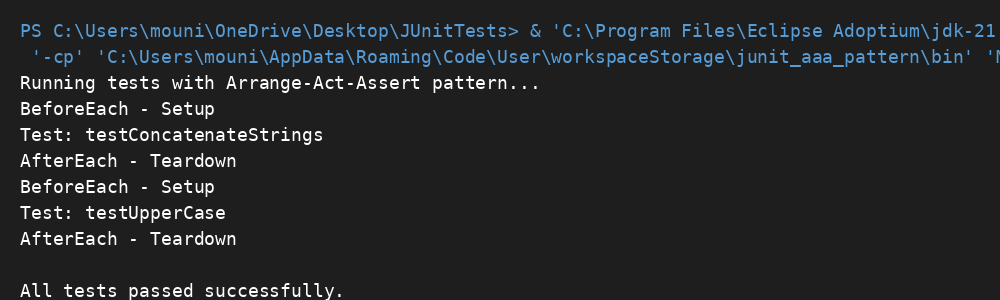 PS C:\Users\mouni\OneDrive\Desktop\JUnitTests> & 'C:\Program Files\Eclipse Adoptium\jdk-21
'-cp' 'C:\Users\mouni\AppData\Roaming\Code\User\workspaceStorage\junit_aaa_pattern\bin'
Running tests with Arrange-Act-Assert pattern...
BeforeEach - Setup
Test: testConcatenateStrings
AfterEach - Teardown
BeforeEach - Setup
Test: testUpperCase
AfterEach - Teardown
All tests passed successfully.